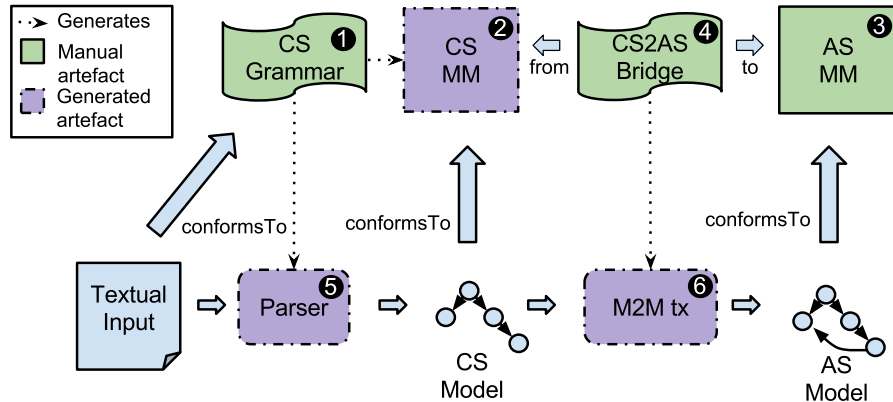 Generates
Manual
artefact
Generated
artefact
CS
Grammar
1
CS
MM
2
from
CS2AS
Bridge
4
to
AS
MM
3
conformsTo
conformsTo
conformsTo
Textual
Input
Parser
5
CS
Model
M2M tx
6
AS
Model